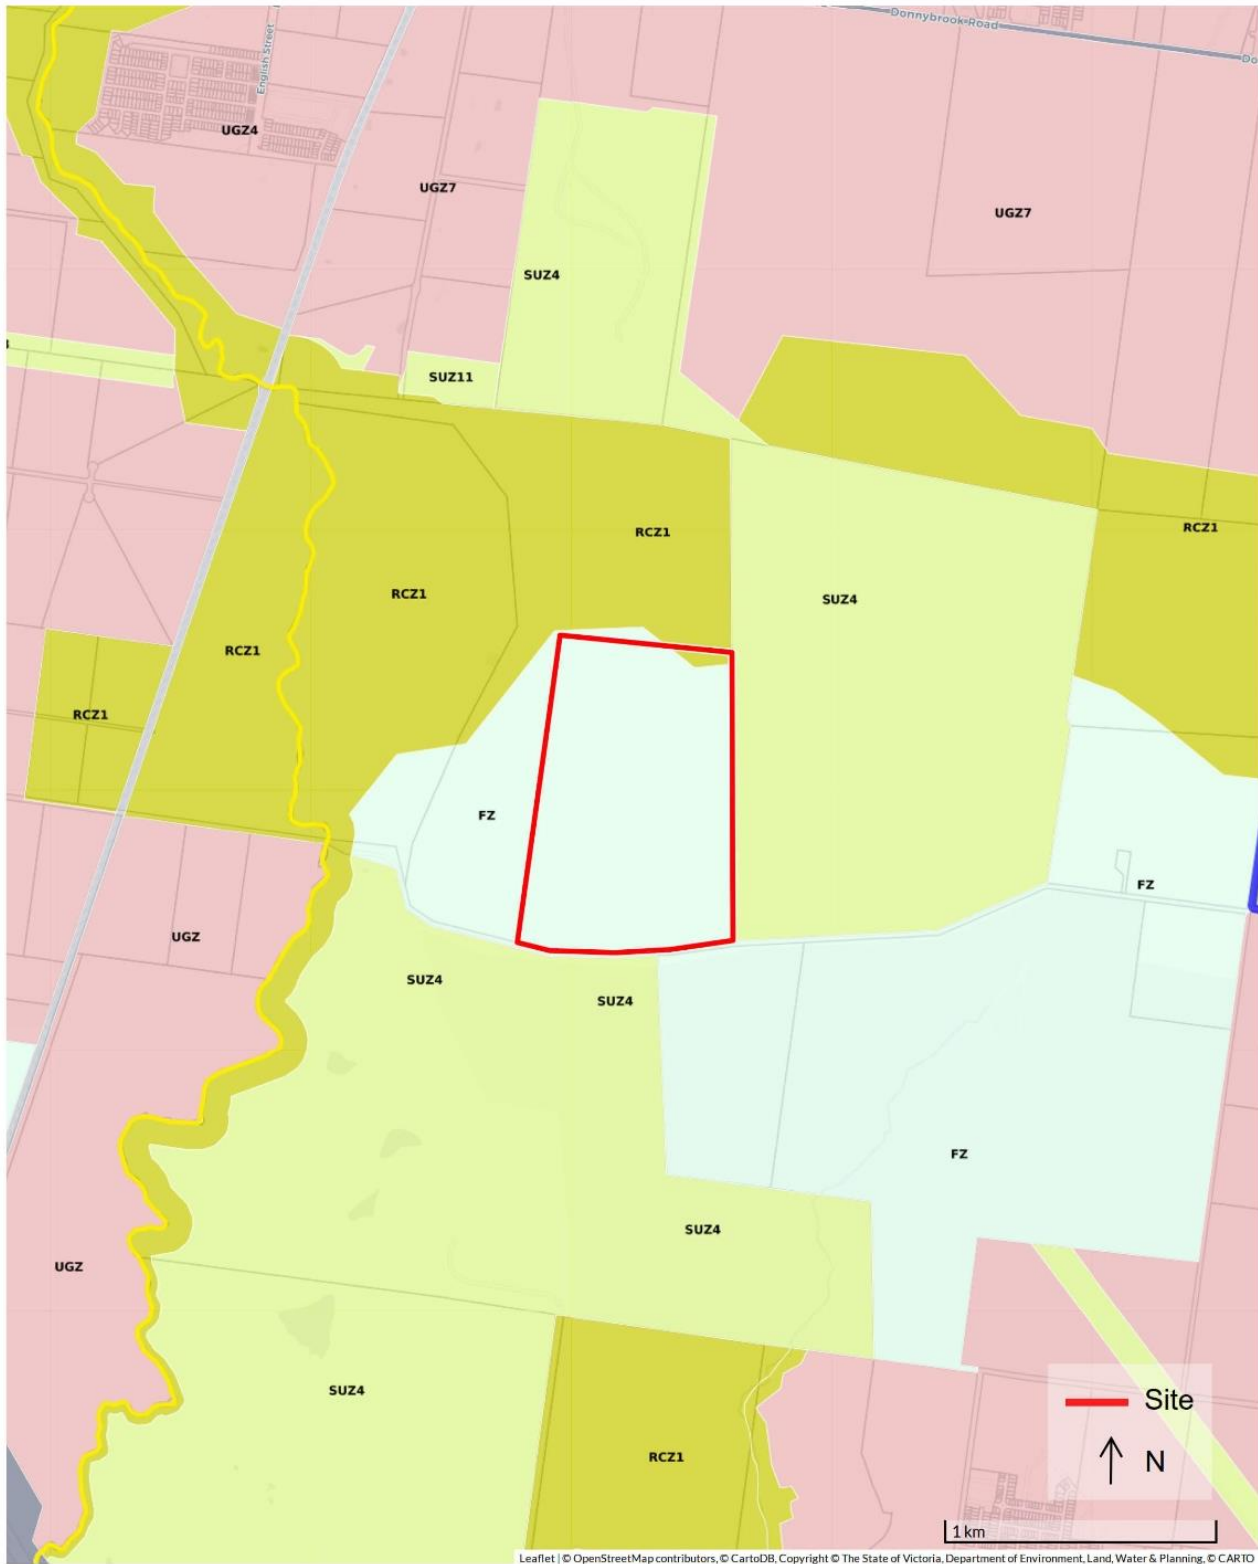 Donnybrook Road
Do
English Street
UGZ4
UGZ7
UGZ7
SUZ4
SUZ11
RCZ1
RCZ1
RCZ1
SUZ4
RCZ1
RCZ1
FZ
FZ
UGZ
SUZ4
SUZ4
FZ
SUZ4
UGZ
SUZ4
RCZ1
Site
N
1 km
Leaflet | © OpenStreetMap contributors, © CartoDB, Copyright © The State of Victoria, Department of Environment, Land, Water & Planning, © CARTO